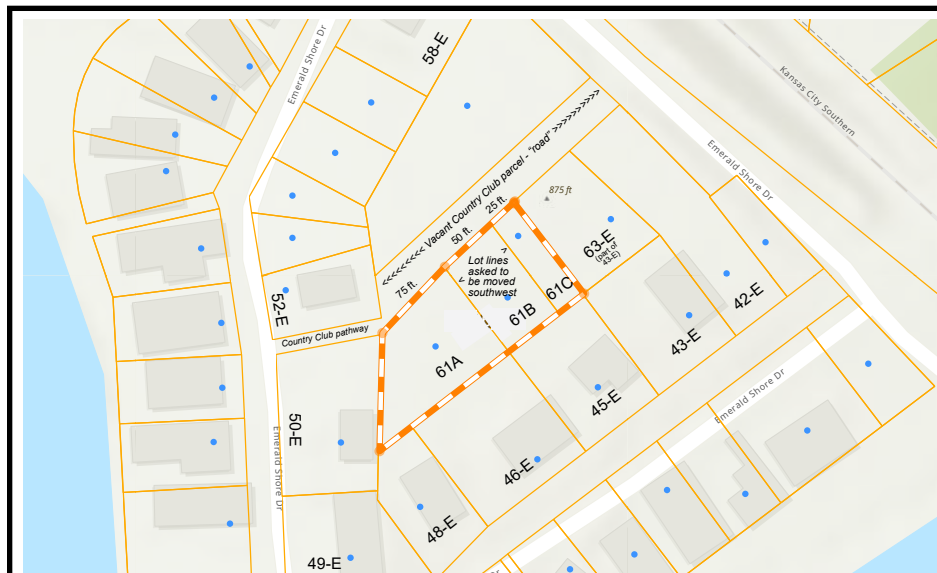 Emerald Shore Dr
58-E
Kansas City Southern
Emerald Shore Dr
<<<<<<<<< Vacant Country Club parcel - "road" >>>>>>>>>>
875 ft
25 ft.
50 ft.
75 ft.
63-E
(part of
43-E)
>
Lot lines
asked to
< be moved
southwest
61C
61B
61A
52-E
Country Club pathway
42-E
43-E
45-E
46-E
48-E
50-E
49-E
Emerald Shore Dr
Emerald Shore Dr
Dr